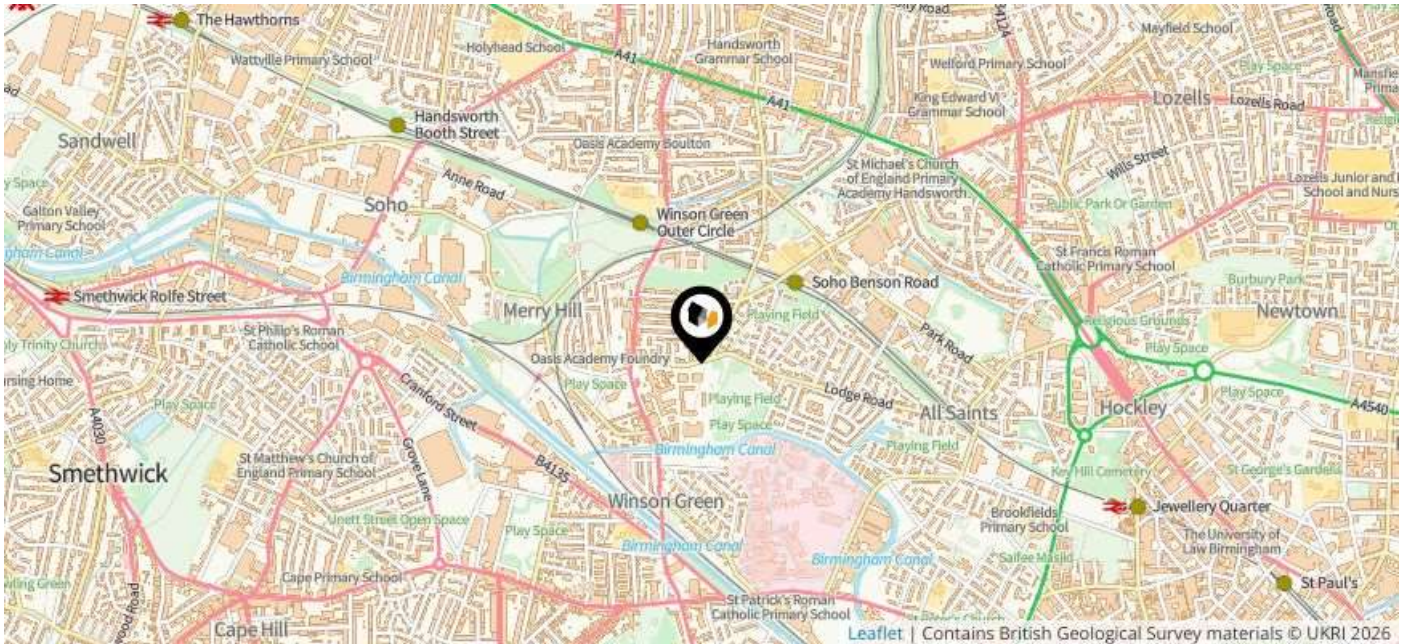 The Hawthorns
Wattville Primary School
Holyhead School
A41
Handsworth
Grammar School
A41
Welford Primary School
B4124
Mayfield School
Play Space
Road
King Edward VI
Grammar School
Lozells
Lozells Road
Handsworth
Booth Street
Sandwell
Oasis Academy Boulton
St Michael's Church
of England Primary
Academy Handsworth
Wills Street
Lozells Junior and
School and Nurs
Anne Road
Soho
Galton Valley
Primary School
Winson Green
Outer Circle
Public Park Or Garden
St Francis Roman
Catholic Primary School
Birmingham Canal
Soho Benson Road
Burbury Park
Smethwick Rolfe Street
Merry Hill
Playing Field
Newtown
Religious Grounds
St Philip's Roman
Catholic School
Park Road
Play Space
Oasis Academy Foundry
Play Space
Lodge Road
Play Space
A4540
Cranford Street
Playing Field
All Saints
Hockley
Play Space
A4030
Grove Lane
Play Space
Playing Field
Smethwick
St Matthew's Church of
England Primary School
B4135
Birmingham Canal
Key Hill Cemetery
St George's Gardens
Winson Green
Jewellery Quarter
Unett Street Open Space
Play Space
Brookfields
Primary School
The University of
Law Birmingham
Birmingham Canal
Birmingham Canal
Saifee Masjid
Cape Primary School
St Paul's
St Patrick's Roman
Catholic Primary School
Cape Hill
Leaflet | Contains British Geological Survey materials © UKRI 2026